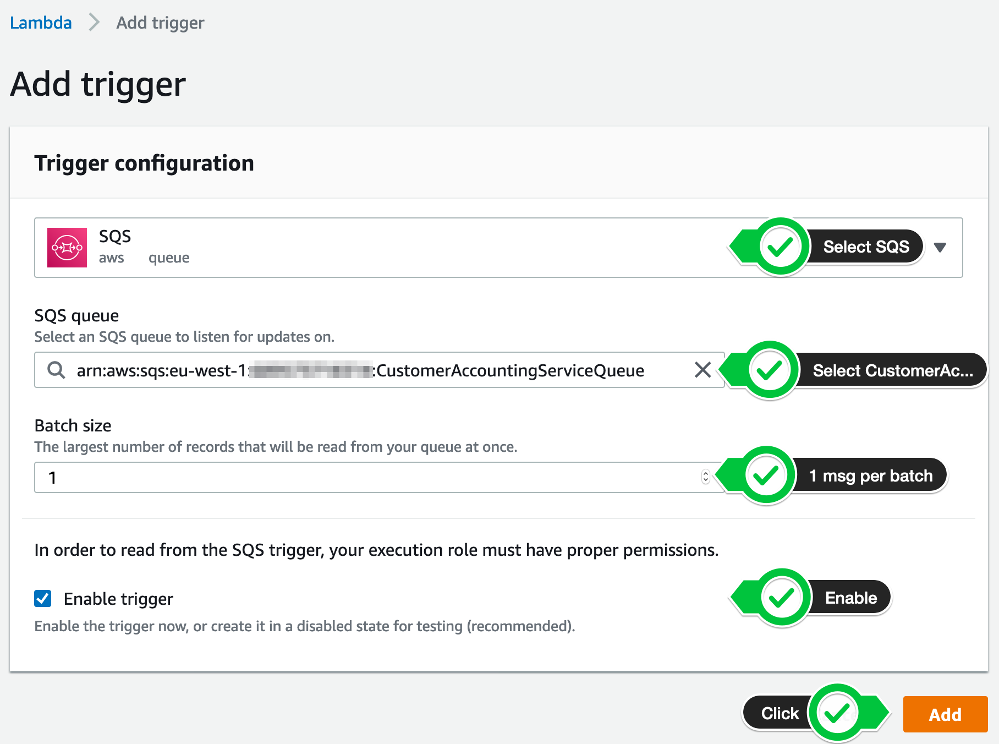 Lambda Add trigger
Add trigger
Trigger configuration
SQS
aws queue
Select SQS
SQS queue
Select an SQS queue to listen for updates on.
arn:aws:sqs:eu-west-1: :CustomerAccountingServiceQueue
Select CustomerAc...
Batch size
The largest number of records that will be read from your queue at once.
1
1 msg per batch
In order to read from the SQS trigger, your execution role must have proper permissions.
Enable trigger
Enable
Enable the trigger now, or create it in a disabled state for testing (recommended).
Click
Add